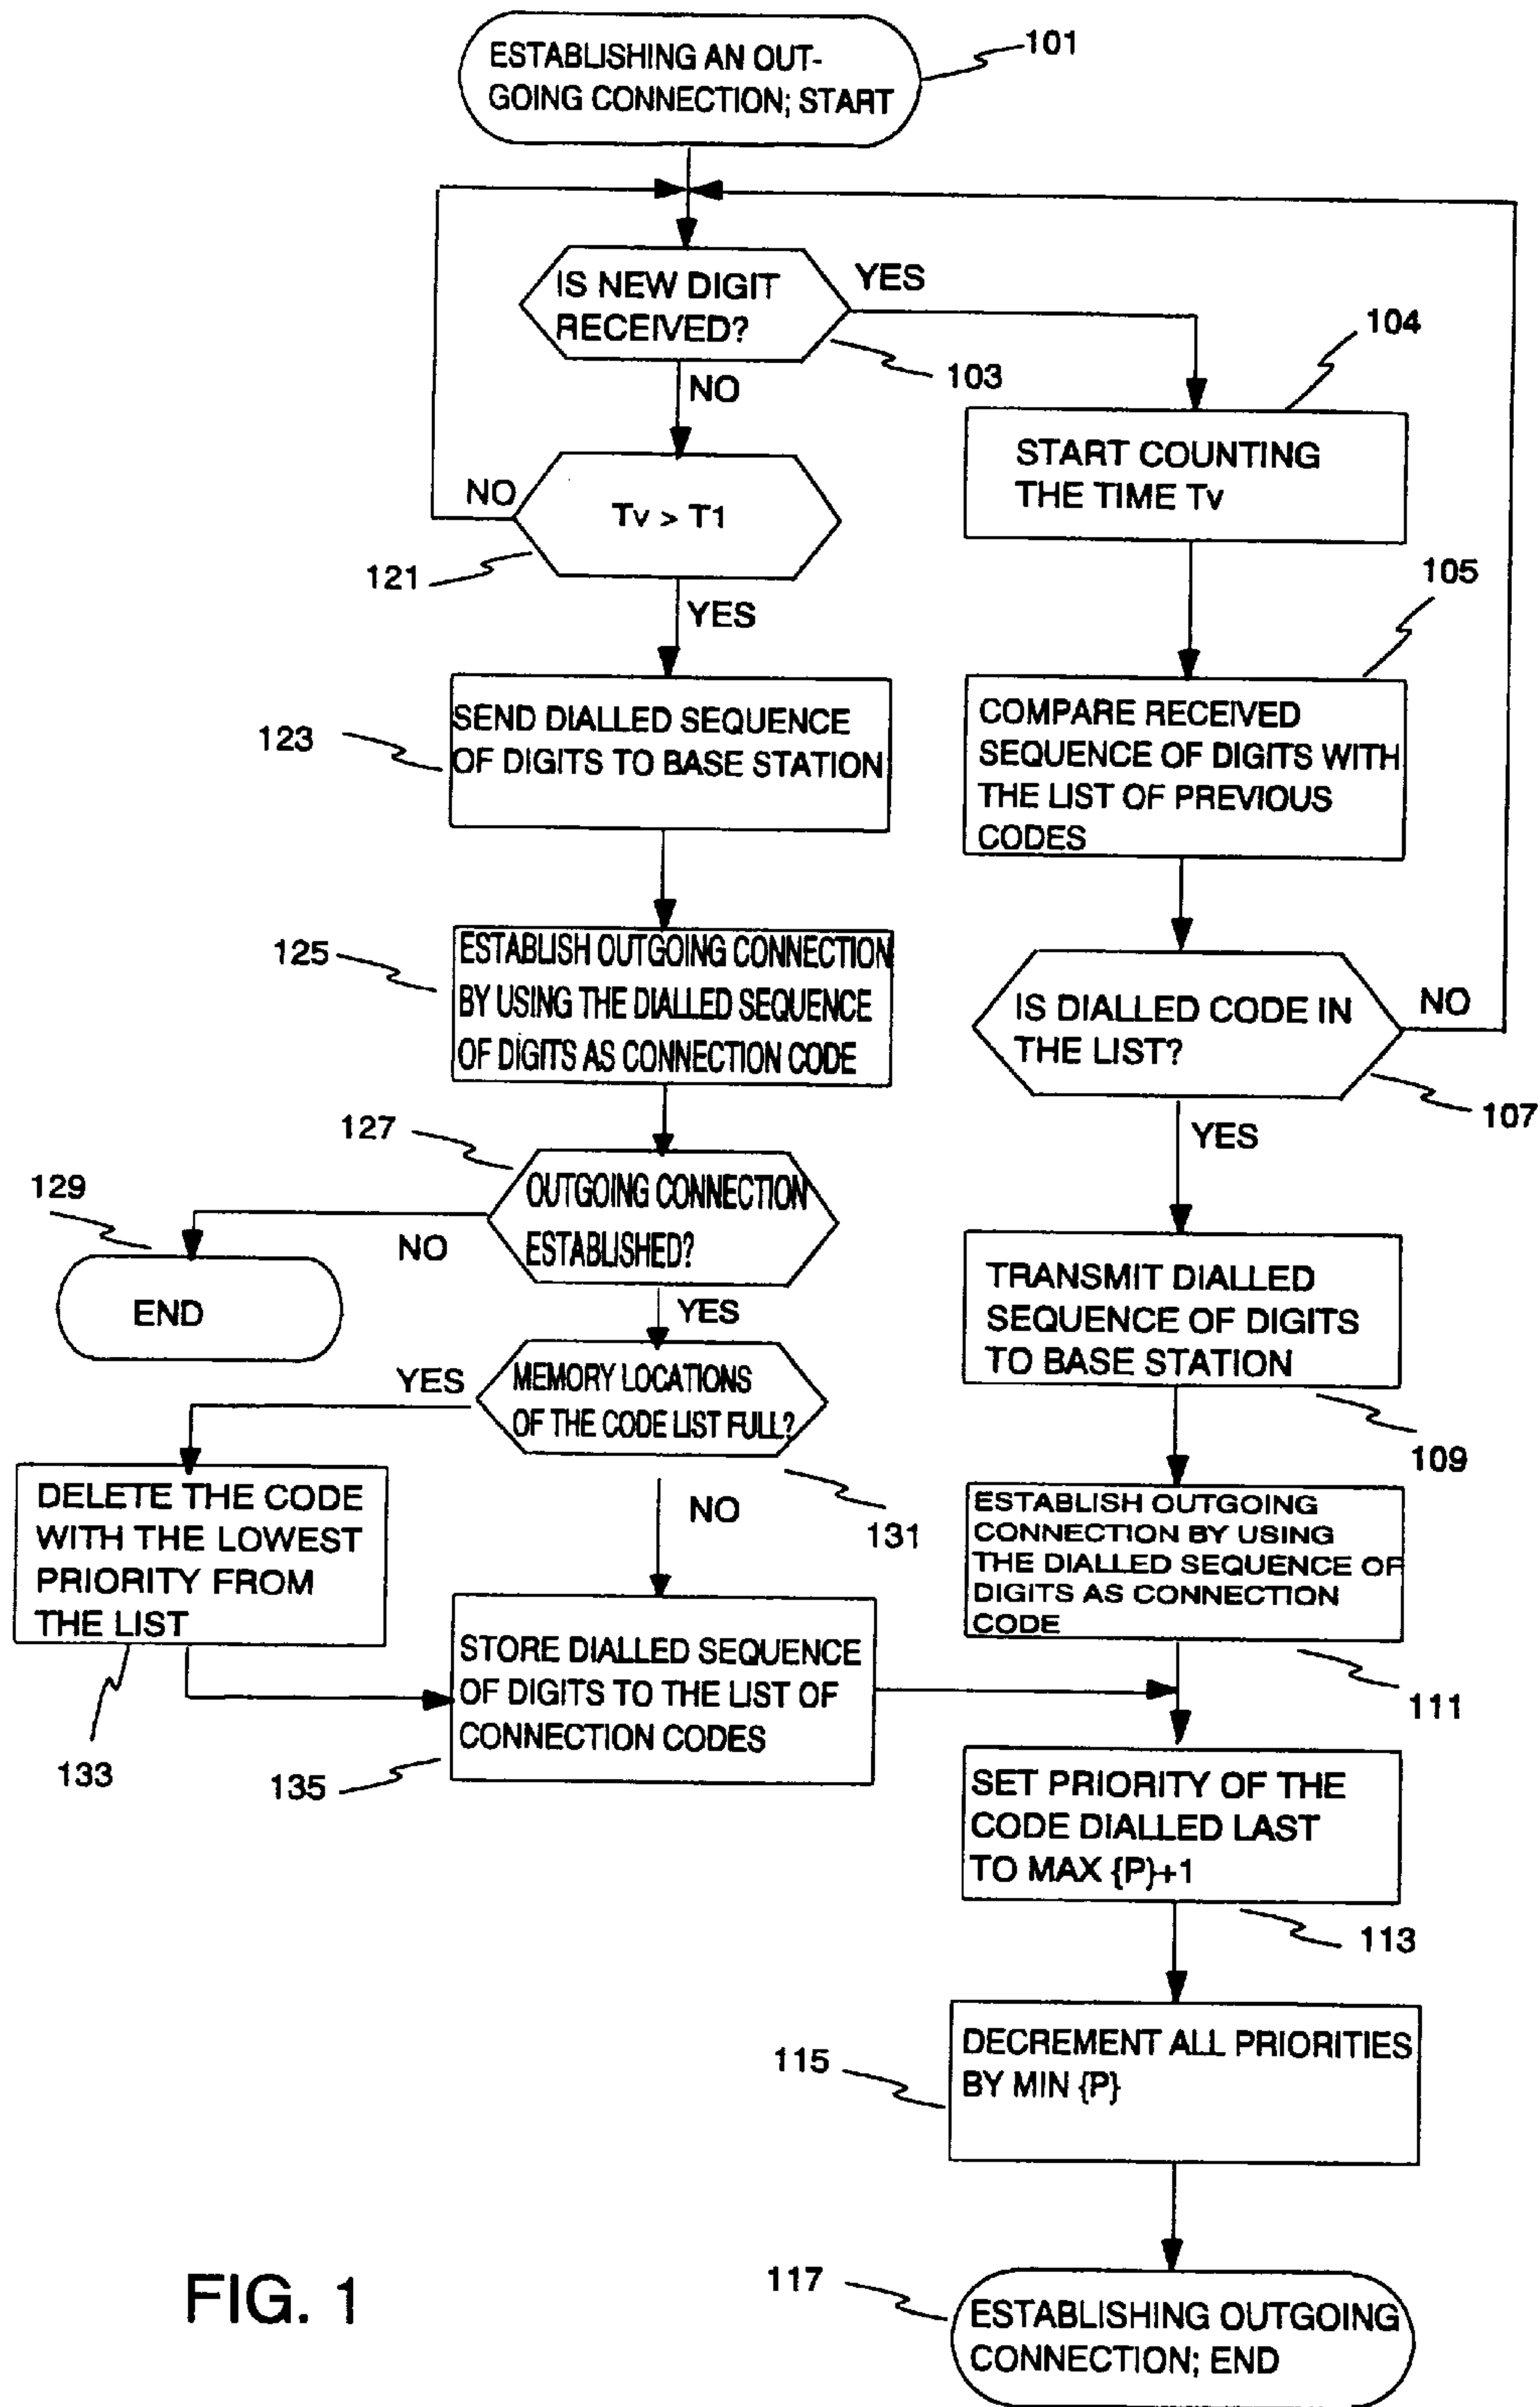 ESTABLISHING AN OUT-
GOING CONNECTION; START
101
IS NEW DIGIT
RECEIVED?
YES
103
NO
104
START COUNTING
THE TIME Tv
NO
Tv > T1
121
YES
105
COMPARE RECEIVED
SEQUENCE OF DIGITS WITH
THE LIST OF PREVIOUS
CODES
123
SEND DIALLED SEQUENCE
OF DIGITS TO BASE STATION
125
ESTABLISH OUTGOING CONNECTION
BY USING THE DIALLED SEQUENCE
OF DIGITS AS CONNECTION CODE
IS DIALLED CODE IN
THE LIST?
NO
107
YES
127
OUTGOING CONNECTION
ESTABLISHED?
129
NO
END
YES
TRANSMIT DIALLED
SEQUENCE OF DIGITS
TO BASE STATION
109
YES
MEMORY LOCATIONS
OF THE CODE LIST FULL?
131
NO
DELETE THE CODE
WITH THE LOWEST
PRIORITY FROM
THE LIST
133
ESTABLISH OUTGOING
CONNECTION BY USING
THE DIALLED SEQUENCE OF
DIGITS AS CONNECTION
CODE
111
STORE DIALLED SEQUENCE
OF DIGITS TO THE LIST OF
CONNECTION CODES
135
SET PRIORITY OF THE
CODE DIALLED LAST
TO MAX {P}+1
113
115
DECREMENT ALL PRIORITIES
BY MIN {P}
117
ESTABLISHING OUTGOING
CONNECTION; END
FIG. 1